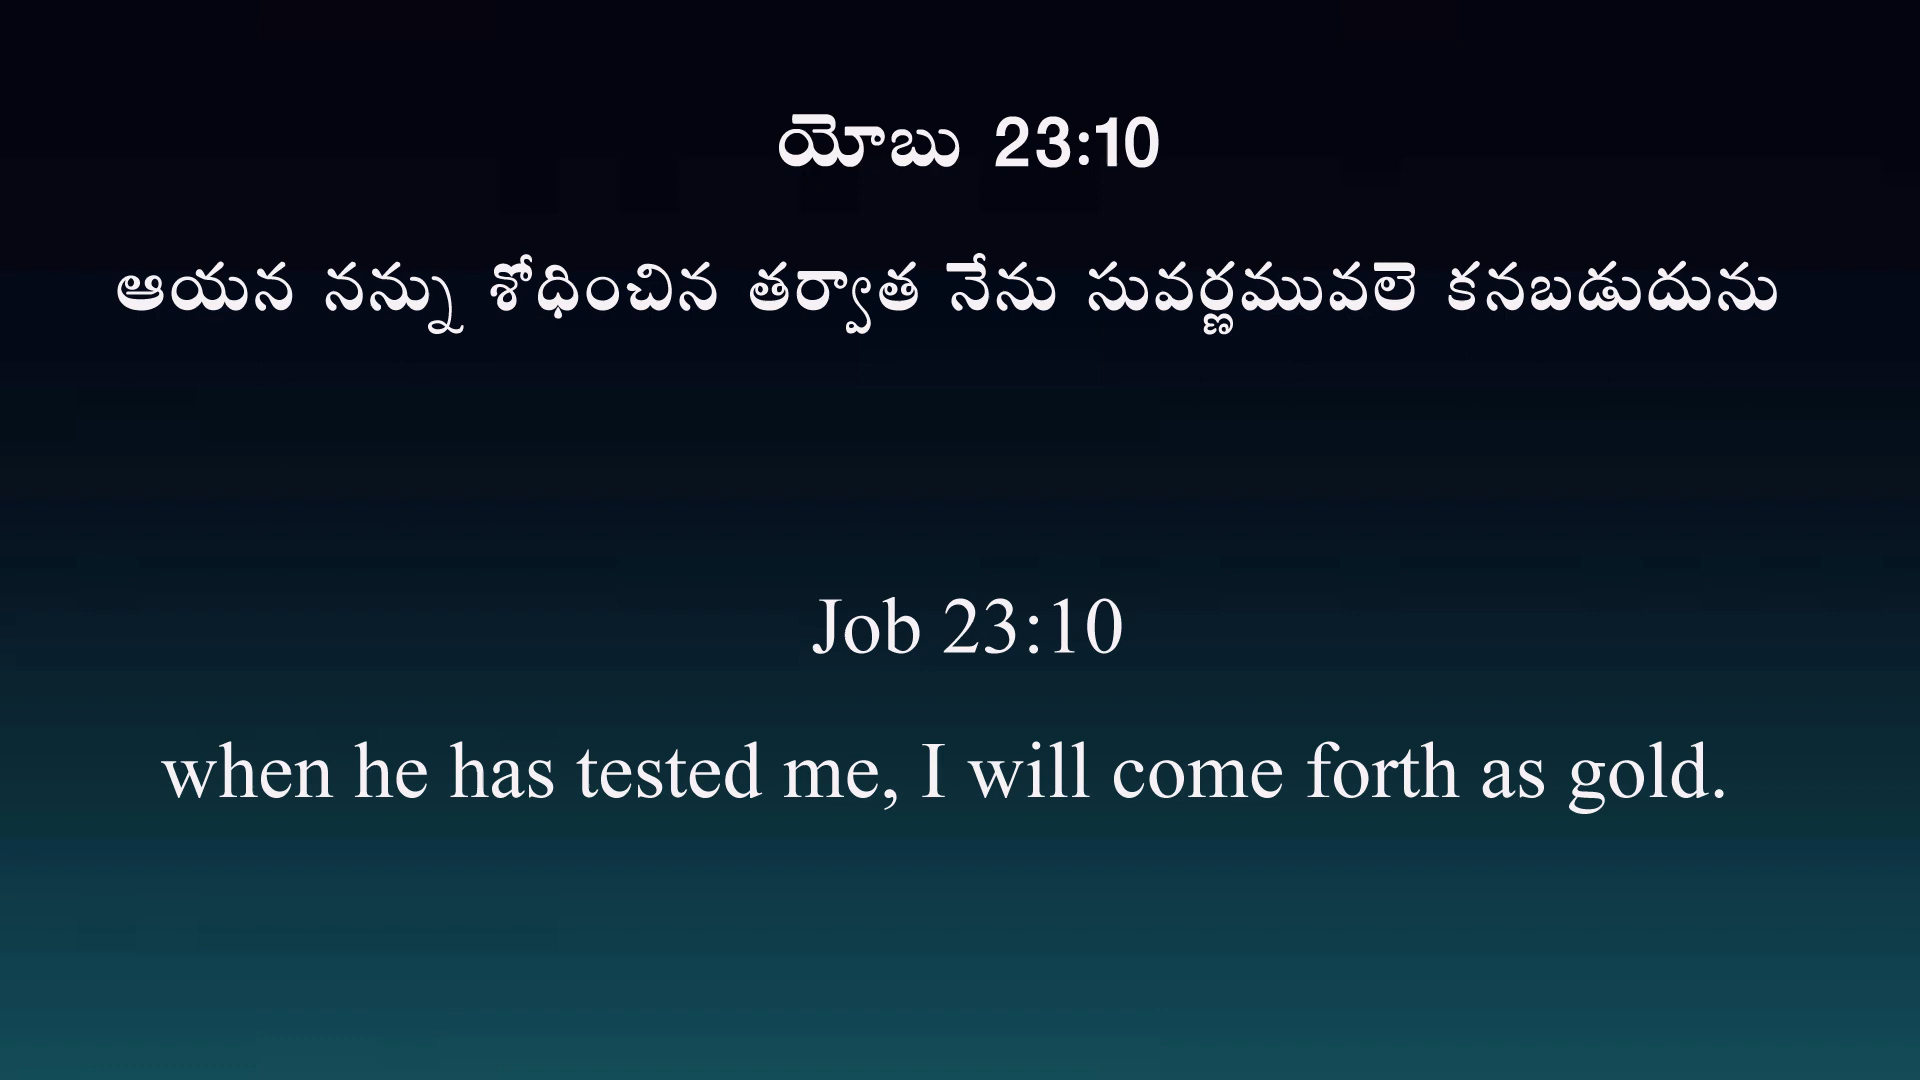 యోబు 23:10
ఆయన నన్ను శోధించిన తర్వాత నేను సువర్ణమువలె కనబడుదును
Job 23:10
when he has tested me, I will come forth as gold.